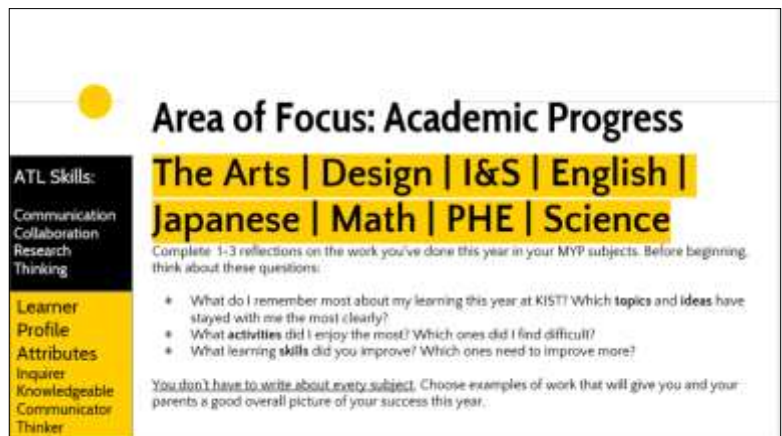 Area of Focus: Academic Progress
The Arts | Design | I&S | English |
Japanese | Math | PHE | Science
Complete 1-3 reflections on the work you've done this year in your MYP subjects. Before beginning,
think about these questions:
What do I remember most about my learning this year at KIST? Which topics and ideas have
stayed with me the most clearly?
What activities did I enjoy the most? Which ones did I find difficult?
What learning skills did you improve? Which ones need to improve more?
You don't have to write about every subject. Choose examples of work that will give you and your
parents a good overall picture of your success this year.
ATL Skills:
Communication
Collaboration
Research
Thinking
Learner
Profile
Attributes
Inquirer
Knowledgeable
Communicator
Thinker